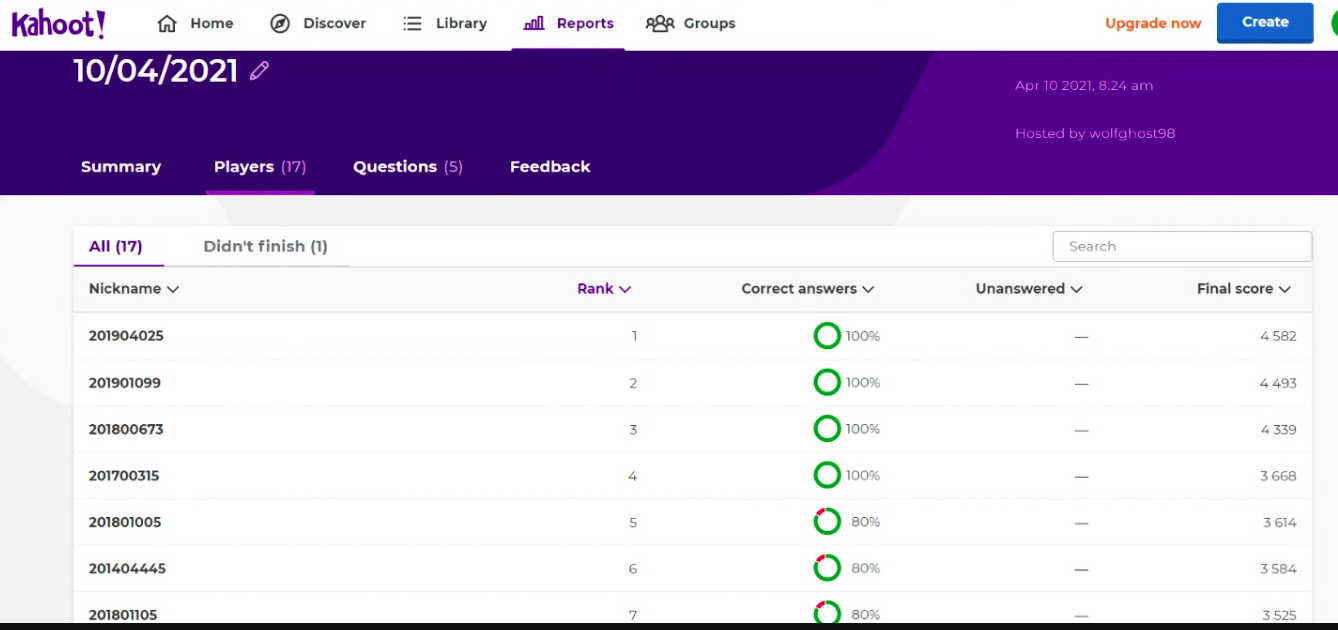 Kahoot! Home Discover Library Reports Groups Upgrade now Create
10/04/2021
Apr 10 2021, 8:24 am
Hosted by wolfghost98
Summary Players (17) Questions (5) Feedback
All (17) Didn't finish (1) Search
Nickname Rank Correct answers Unanswered Final score
201904025 1 100% — 4 582
201901099 2 100% — 4 493
201800673 3 100% — 4 339
201700315 4 100% — 3 668
201801005 5 80% — 3 614
201404445 6 80% — 3 584
201801105 7 80% — 3 525